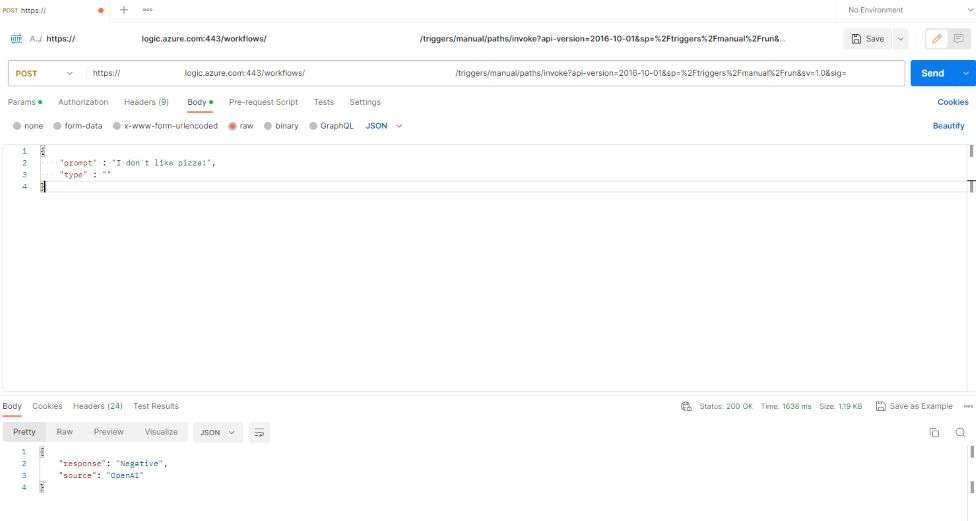 POST https://
No Environment
A../ https:// logic.azure.com:443/workflows/ /triggers/manual/paths/invoke?api-version=2016-10-01&sp=%2Ftriggers%2Fmanual%2Frun&...
Save
POST https:// .logic.azure.com:443/workflows/ /triggers/manual/paths/invoke?api-version=2016-10-01&sp=%2Ftriggers%2Fmanual%2Frun&sv=1.0&sig=
Send
Params Authorization Headers (9) Body Pre-request Script Tests Settings
Cookies
none form-data x-www-form-urlencoded raw binary GraphQL JSON
Beautify
1 {
2 "prompt" : "I don't like pizza!",
3 "type" : ""
4 }
Body Cookies Headers (24) Test Results
Status: 200 OK Time: 1638 ms Size: 1.19 KB Save as Example
Pretty Raw Preview Visualize JSON
1 {
2 "response": "Negative",
3 "source": "OpenAI"
4 }